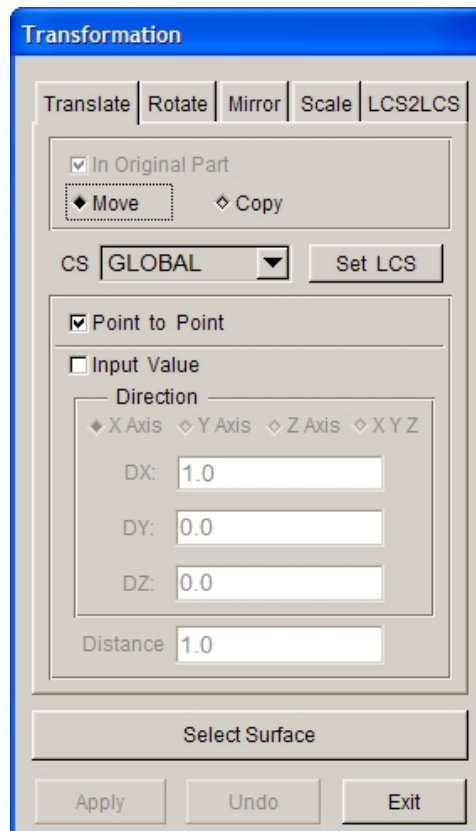 Transformation
Translate Rotate Mirror Scale LCS2LCS
In Original Part
Move Copy
CS GLOBAL Set LCS
Point to Point
Input Value
Direction
X Axis Y Axis Z Axis X Y Z
DX: 1.0
DY: 0.0
DZ: 0.0
Distance 1.0
Select Surface
Apply Undo Exit